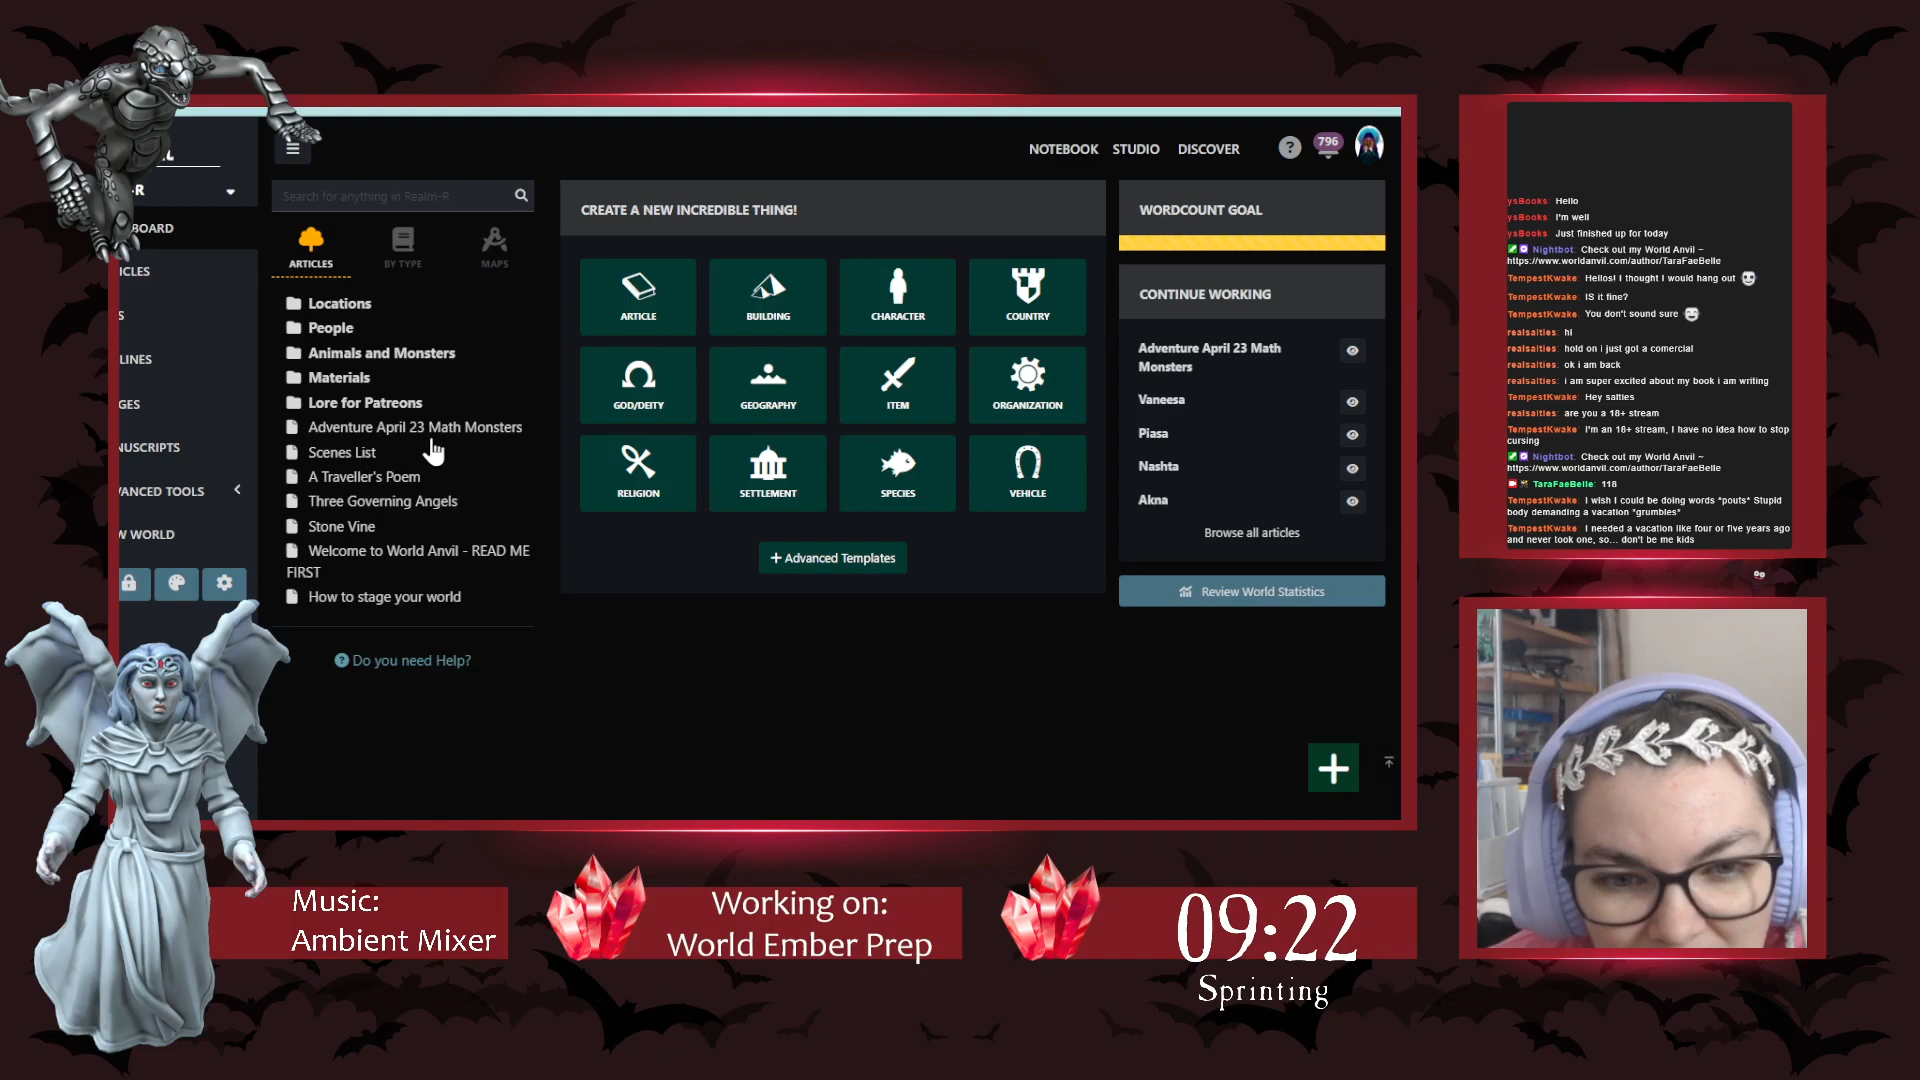 -R
BOARD
ICLES
S
LINES
GES
NUSCRIPTS
VANCED TOOLS
W WORLD
NOTEBOOK STUDIO DISCOVER ? 796
Search for anything in Realm-R
ARTICLES BY TYPE MAPS
Locations
People
Animals and Monsters
Materials
Lore for Patreons
Adventure April 23 Math Monsters
Scenes List
A Traveller's Poem
Three Governing Angels
Stone Vine
Welcome to World Anvil - READ ME
FIRST
How to stage your world
? Do you need Help?
CREATE A NEW INCREDIBLE THING!
ARTICLE BUILDING CHARACTER COUNTRY
GOD/DEITY GEOGRAPHY ITEM ORGANIZATION
RELIGION SETTLEMENT SPECIES VEHICLE
+ Advanced Templates
WORDCOUNT GOAL
CONTINUE WORKING
Adventure April 23 Math
Monsters
Vaneesa
Piasa
Nashta
Akna
Browse all articles
Review World Statistics
ysBooks: Hello
ysBooks: I'm well
ysBooks: Just finished up for today
Nightbot: Check out my World Anvil ~
https://www.worldanvil.com/author/TaraFaeBelle
TempestKwake: Hellos! I thought I would hang out
TempestKwake: IS it fine?
TempestKwake: You don't sound sure
realsalties: hi
realsalties: hold on i just got a comercial
realsalties: ok i am back
realsalties: i am super excited about my book i am writing
TempestKwake: Hey salties
realsalties: are you a 18+ stream
TempestKwake: I'm an 18+ stream, I have no idea how to stop
cursing
Nightbot: Check out my World Anvil ~
https://www.worldanvil.com/author/TaraFaeBelle
TaraFaeBelle: 118
TempestKwake: I wish I could be doing words *pouts* Stupid
body demanding a vacation *grumbles*
TempestKwake: I needed a vacation like four or five years ago
and never took one, so... don't be me kids
Music:
Ambient Mixer
Working on:
World Ember Prep
09:22
Sprinting